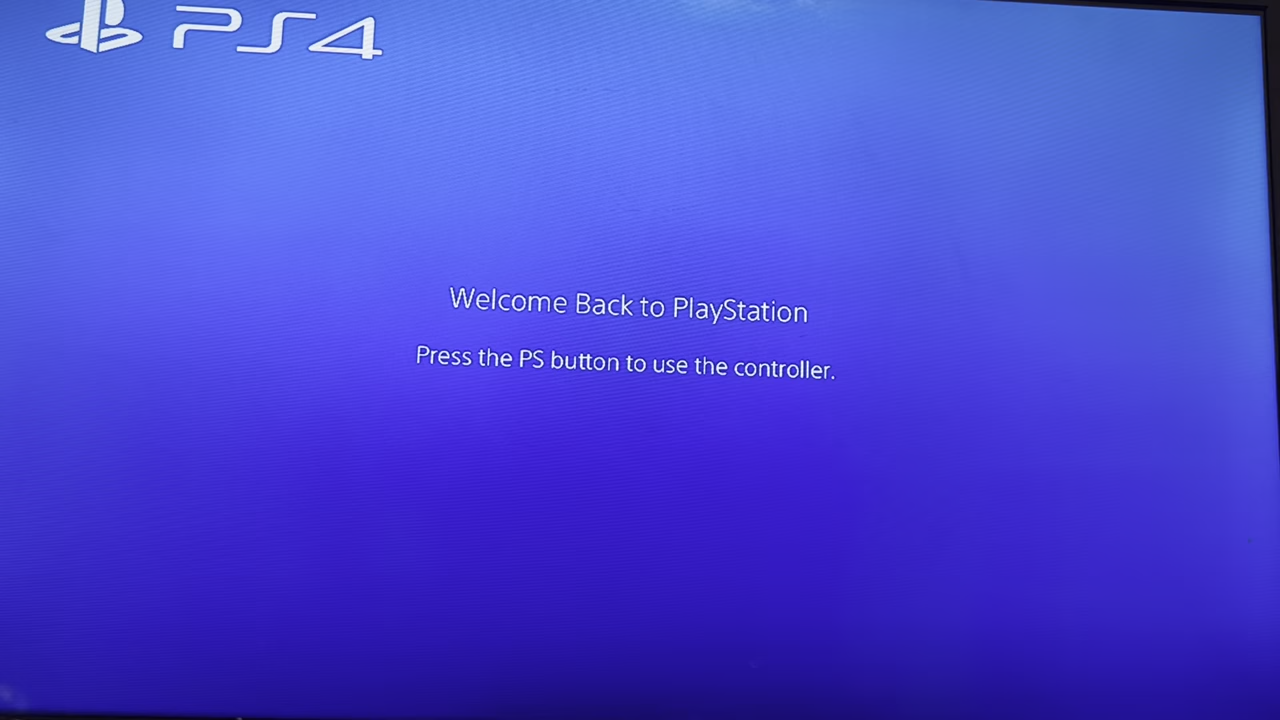 PS4
Welcome Back to PlayStation
Press the PS button to use the controller.